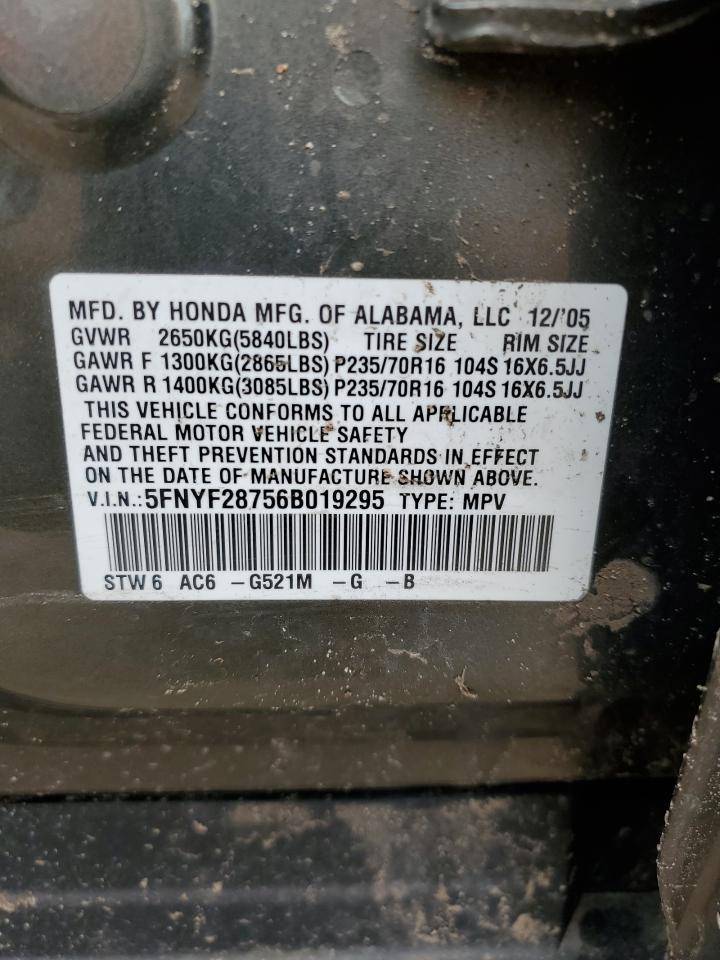 MFD. BY HONDA MFG. OF ALABAMA, LLC 12/'05
GVWR 2650KG(5840LBS) TIRE SIZE RIM SIZE
GAWR F 1300KG(2865LBS) P235/70R16 104S 16X6.5JJ
GAWR R 1400KG(3085LBS) P235/70R16 104S 16X6.5JJ
THIS VEHICLE CONFORMS TO ALL APPLICABLE
FEDERAL MOTOR VEHICLE SAFETY
AND THEFT PREVENTION STANDARDS IN EFFECT
ON THE DATE OF MANUFACTURE SHOWN ABOVE.
V.I.N.:5FNYF28756B019295 TYPE: MPV
STW6 AC6 -G521M -G -B